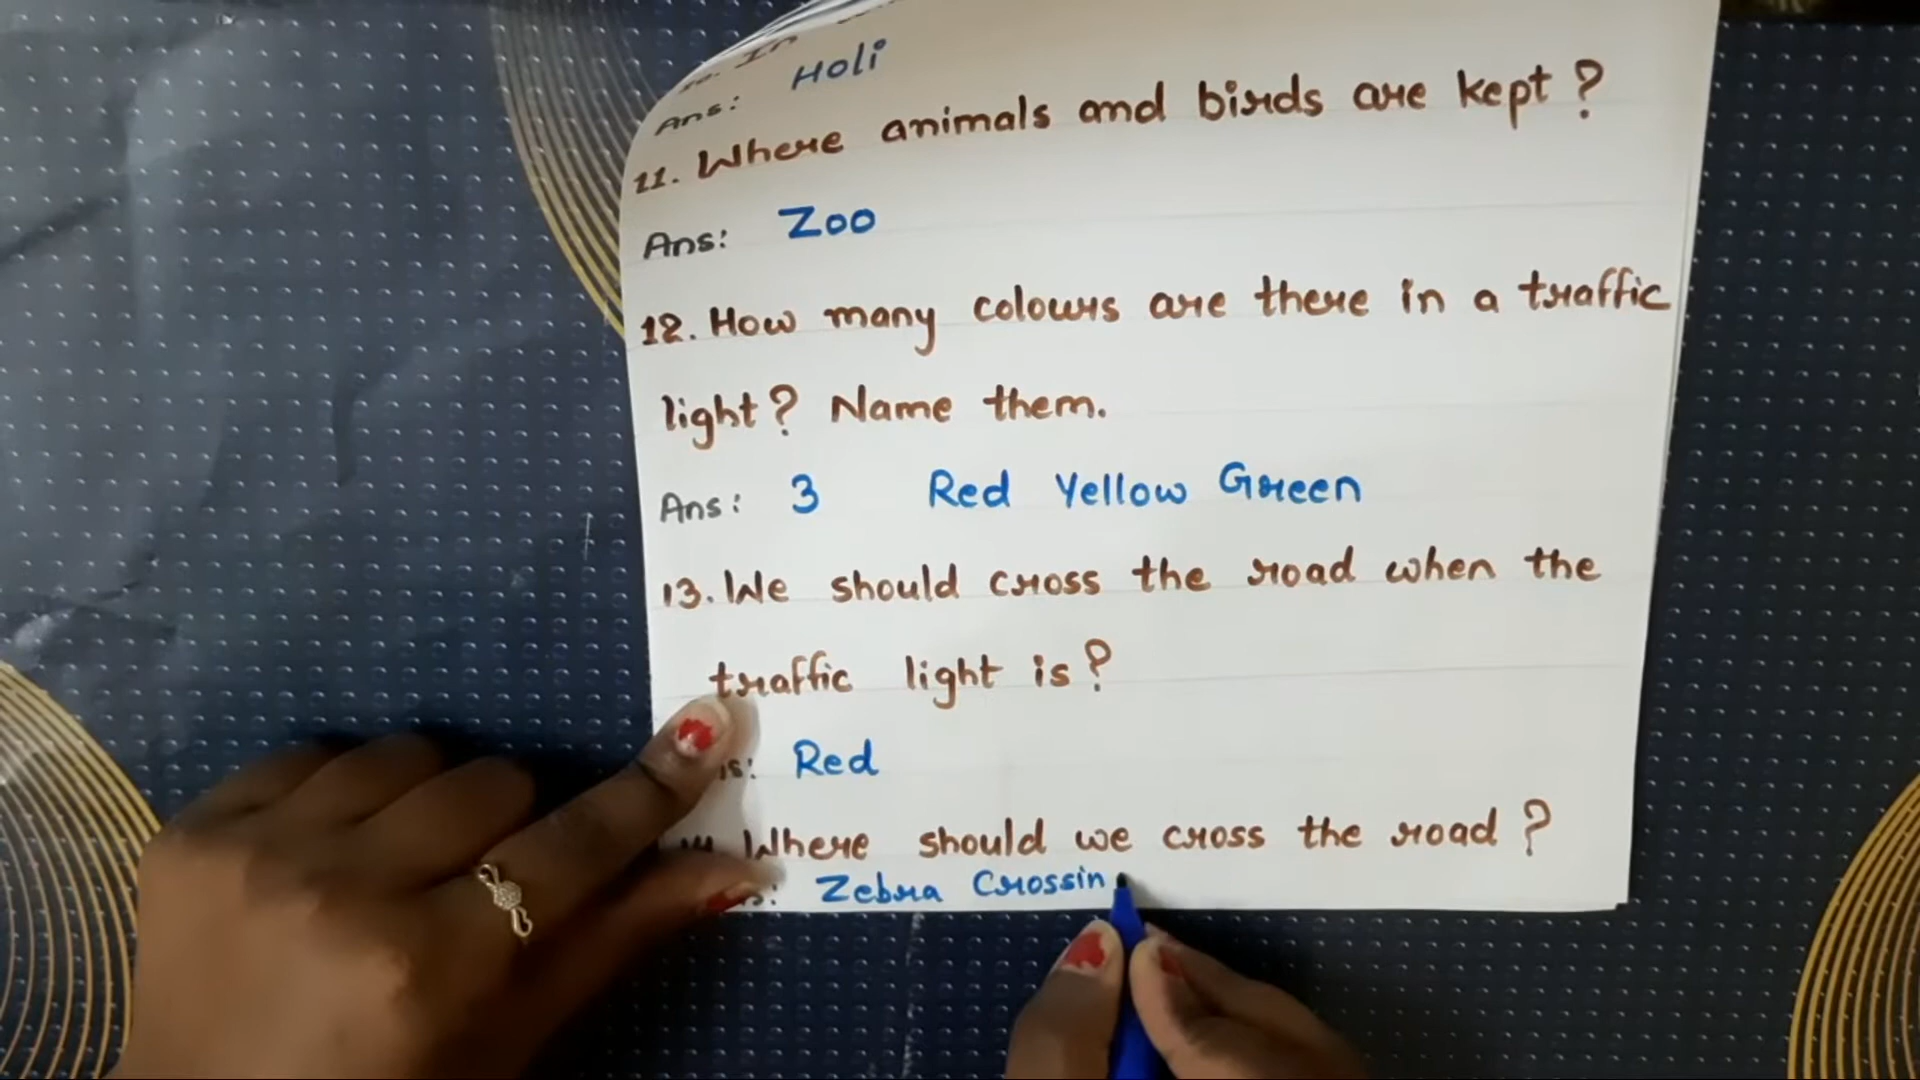 In
Ans: Holi
11. Where animals and birds are kept?
Ans: Zoo
12. How many colours are there in a traffic
light? Name them.
Ans: 3 Red Yellow Green
13. We should cross the road when the
traffic light is?
Red
14 Where should we cross the road?
Zebra Crossin